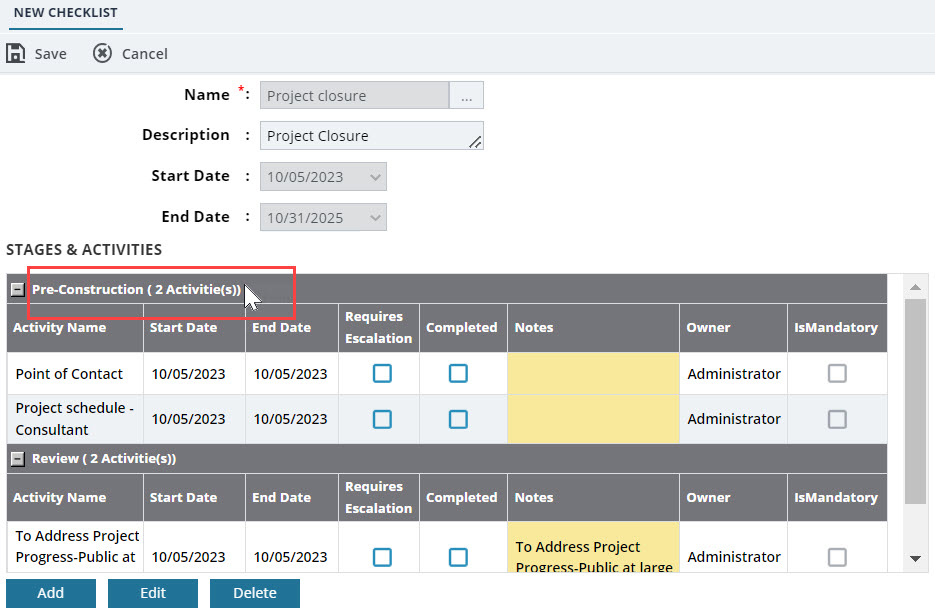 NEW CHECKLIST
Save Cancel
Name *: Project closure ...
Description : Project Closure
Start Date : 10/05/2023
End Date : 10/31/2025
STAGES & ACTIVITIES
Pre-Construction ( 2 Activitie(s))
Activity Name Start Date End Date Requires Escalation Completed Notes Owner IsMandatory
Point of Contact 10/05/2023 10/05/2023 Administrator
Project schedule - Consultant 10/05/2023 10/05/2023 Administrator
Review ( 2 Activitie(s))
Activity Name Start Date End Date Requires Escalation Completed Notes Owner IsMandatory
To Address Project Progress-Public at 10/05/2023 10/05/2023 To Address Project Progress-Public at large Administrator
Add Edit Delete